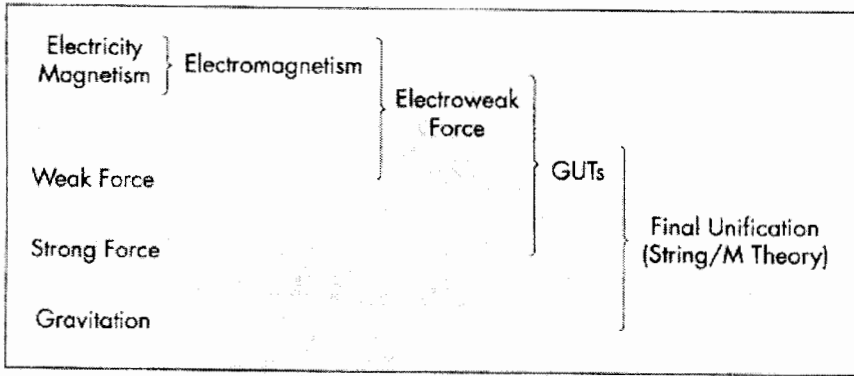 Electricity
Magnetism
Electromagnetism
Electroweak
Force
Weak Force
GUTs
Strong Force
Final Unification
(String/M Theory)
Gravitation